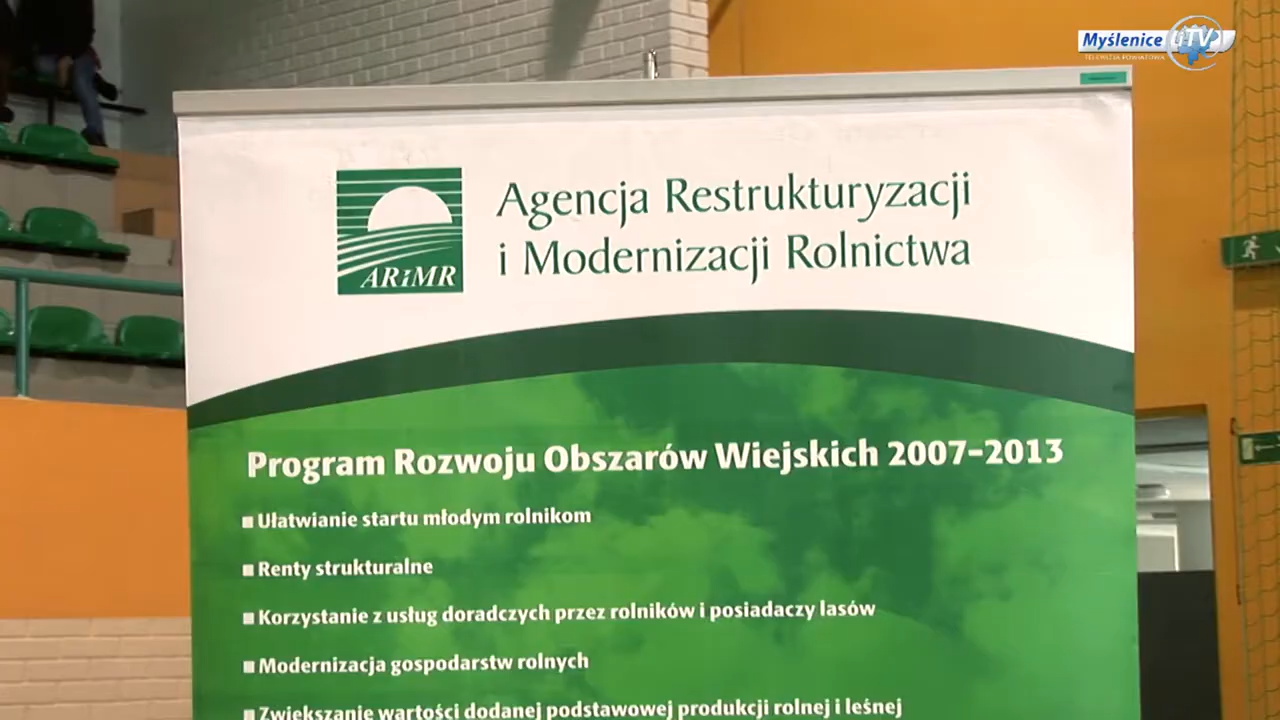 Myślenice iTV
TELEWIZJA POWIATOWA
Agencja Restrukturyzacji
i Modernizacji Rolnictwa
ARiMR
Program Rozwoju Obszarów Wiejskich 2007-2013
Ułatwianie startu młodym rolnikom
Renty strukturalne
Korzystanie z usług doradczych przez rolników i posiadaczy lasów
Modernizacja gospodarstw rolnych
Zwiększanie wartości dodanej podstawowej produkcji rolnej i leśnej